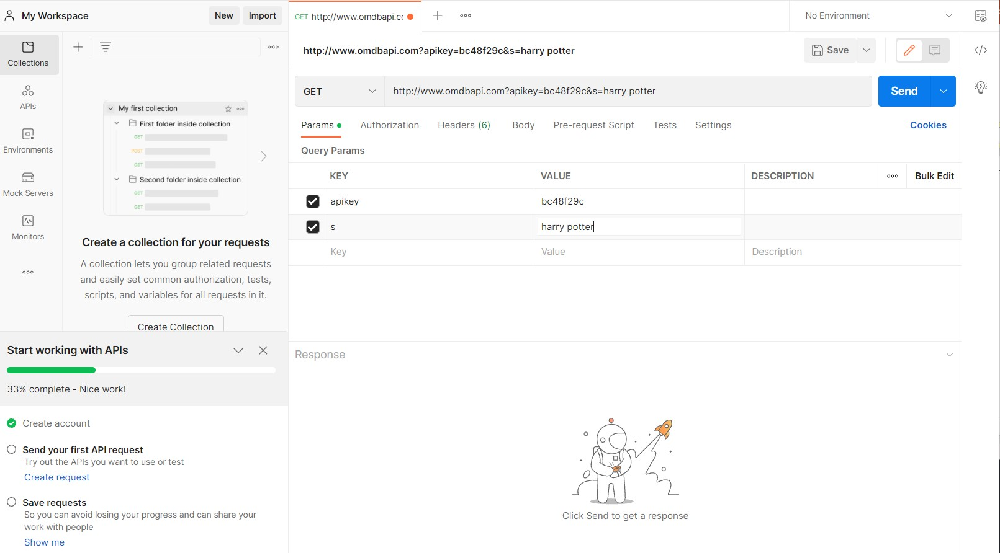 My Workspace
New
Import
GET http://www.omdbapi.cc
No Environment
Collections
APIs
Environments
Mock Servers
Monitors
My first collection
First folder inside collection
GET
POST
GET
Second folder inside collection
GET
GET
Create a collection for your requests
A collection lets you group related requests
and easily set common authorization, tests,
scripts, and variables for all requests in it.
Create Collection
Start working with APIs
33% complete - Nice work!
Create account
Send your first API request
Try out the APIs you want to use or test
Create request
Save requests
So you can avoid losing your progress and can share your
work with people
Show me
http://www.omdbapi.com?apikey=bc48f29c&s=harry potter
Save
GET
http://www.omdbapi.com?apikey=bc48f29c&s=harry potter
Send
Params
Authorization
Headers (6)
Body
Pre-request Script
Tests
Settings
Cookies
Query Params
KEY
VALUE
DESCRIPTION
Bulk Edit
apikey
bc48f29c
s
harry potter
Key
Value
Description
Response
Click Send to get a response